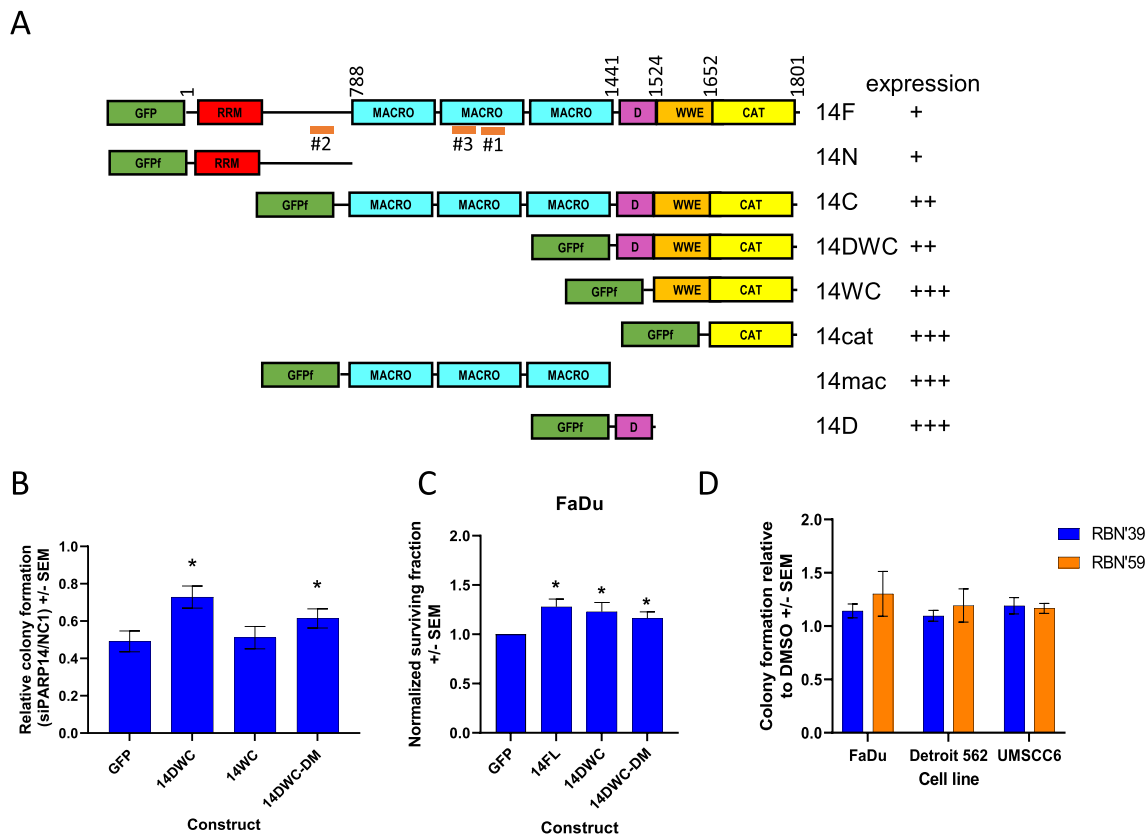 A
1
788
1441
1524
1652
1801
expression
GFP RRM MACRO MACRO MACRO D WWE CAT 14F +
#2 #3 #1
GFPf RRM 14N +
GFPf MACRO MACRO MACRO D WWE CAT 14C ++
GFPf D WWE CAT 14DWC ++
GFPf WWE CAT 14WC +++
GFPf CAT 14cat +++
GFPf MACRO MACRO MACRO 14mac +++
GFPf D 14D +++
B
Relative colony formation
(siPARP14/NC1) +/- SEM
1.0
0.8
0.6
0.4
0.2
0.0
* *
GFP
14DWC
14WC
14DWC-DM
Construct
C
FaDu
Normalized surviving fraction
+/- SEM
2.0
1.5
1.0
0.5
0.0
* * *
GFP
14FL
14DWC
14DWC-DM
Construct
D
Colony formation relative
to DMSO +/- SEM
2.0
1.5
1.0
0.5
0.0
RBN'39
RBN'59
FaDu Detroit 562 UMSCC6
Cell line